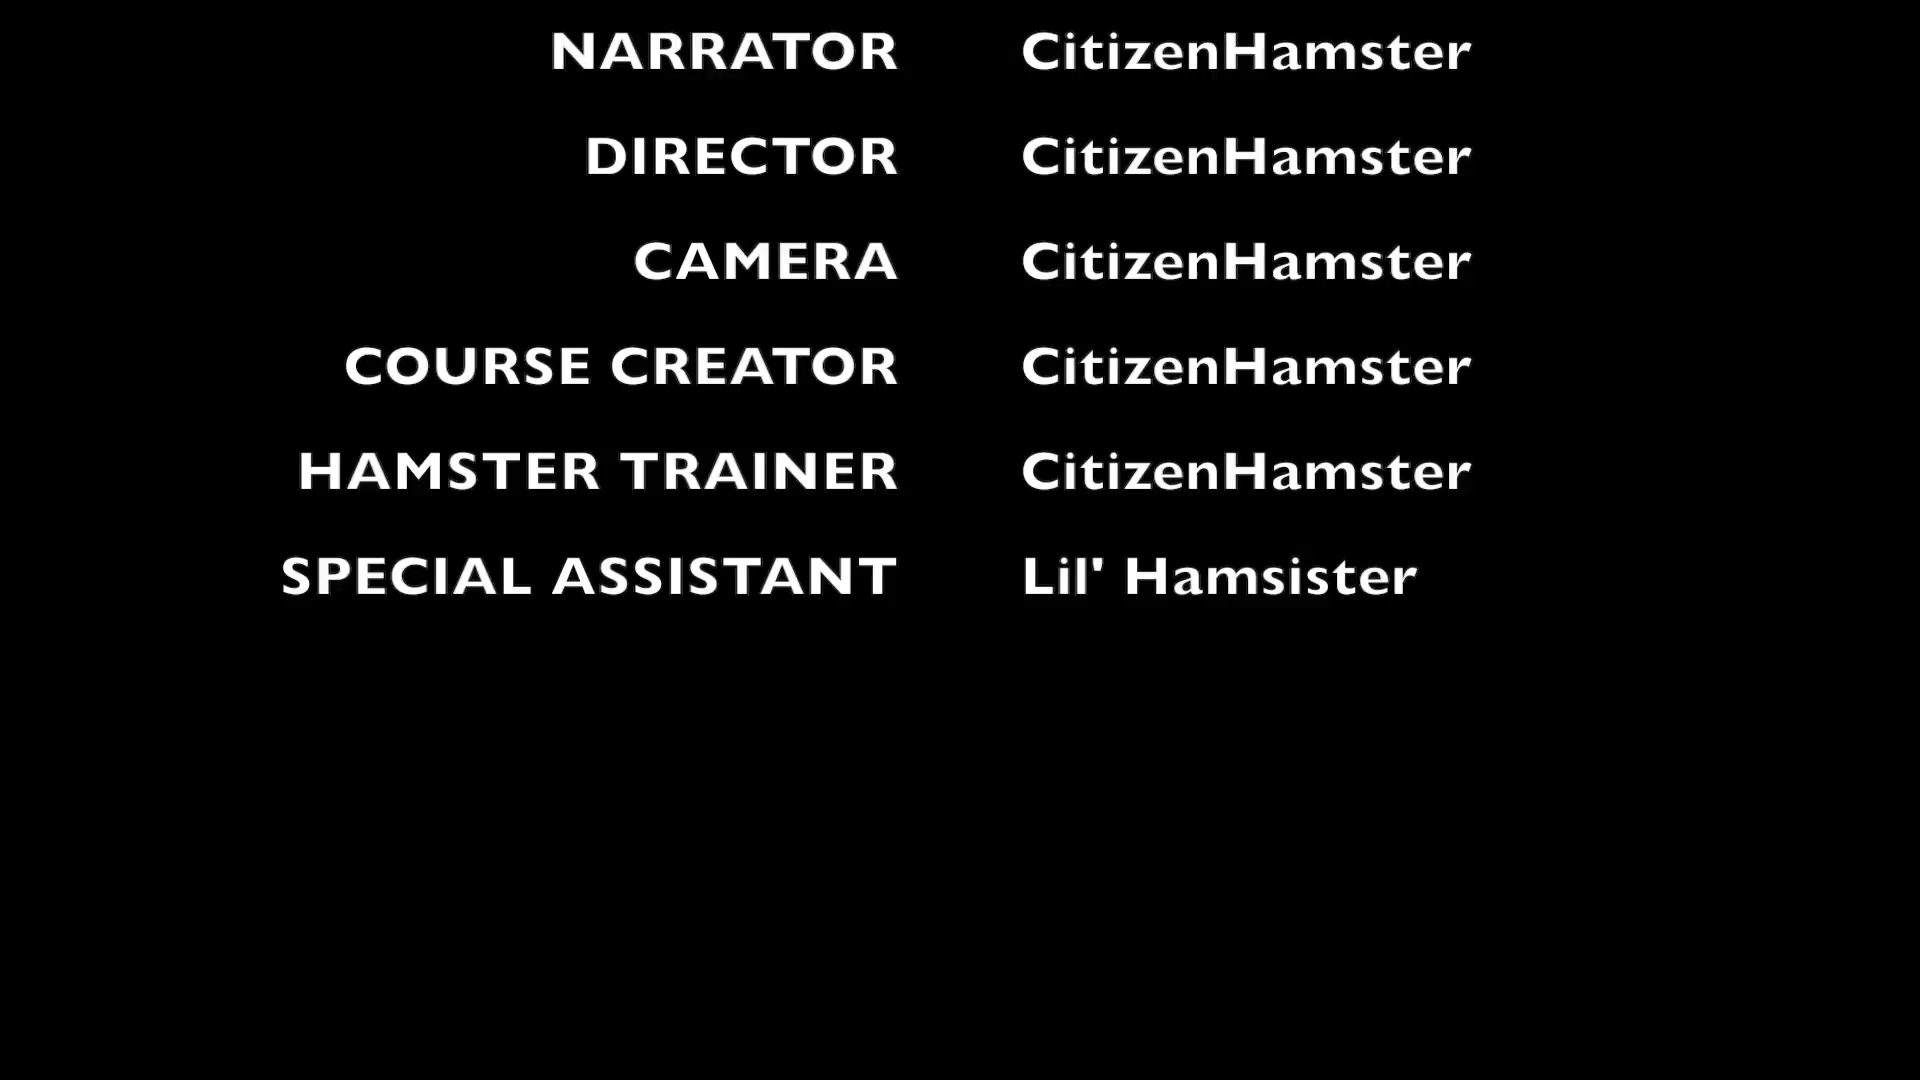 NARRATOR CitizenHamster
DIRECTOR CitizenHamster
CAMERA CitizenHamster
COURSE CREATOR CitizenHamster
HAMSTER TRAINER CitizenHamster
SPECIAL ASSISTANT Lil' Hamsister